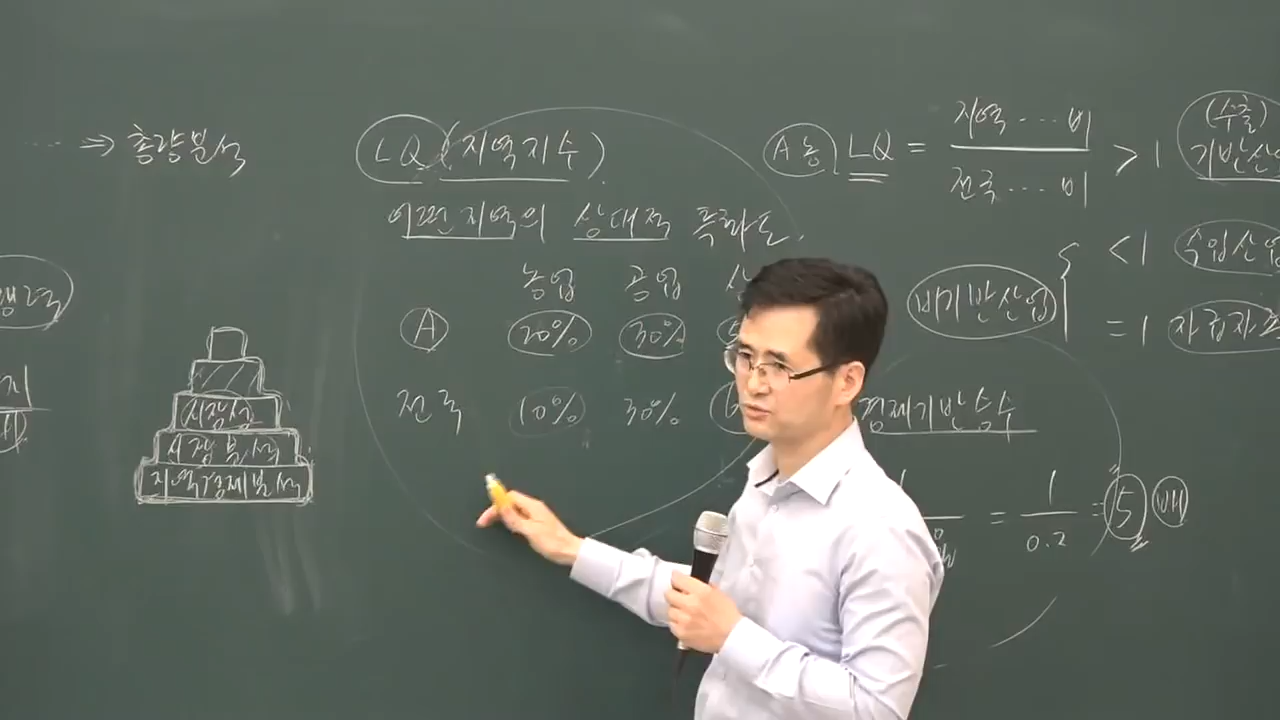 ⇒ 총량분석
시장성
시장분석
지역경제분석
LQ (지역지수)
어떤 지역의 상대적 특화도.
농업 공업
A 20% 30%
전국 10% 30%
A농 LQ = 지역 … 비 / 전국 … 비 > 1
(수출)
기반산
비기반산업 { < 1 수입산업
= 1 자급자족
경제기반승수
= 1 / 0.2 = 5 배